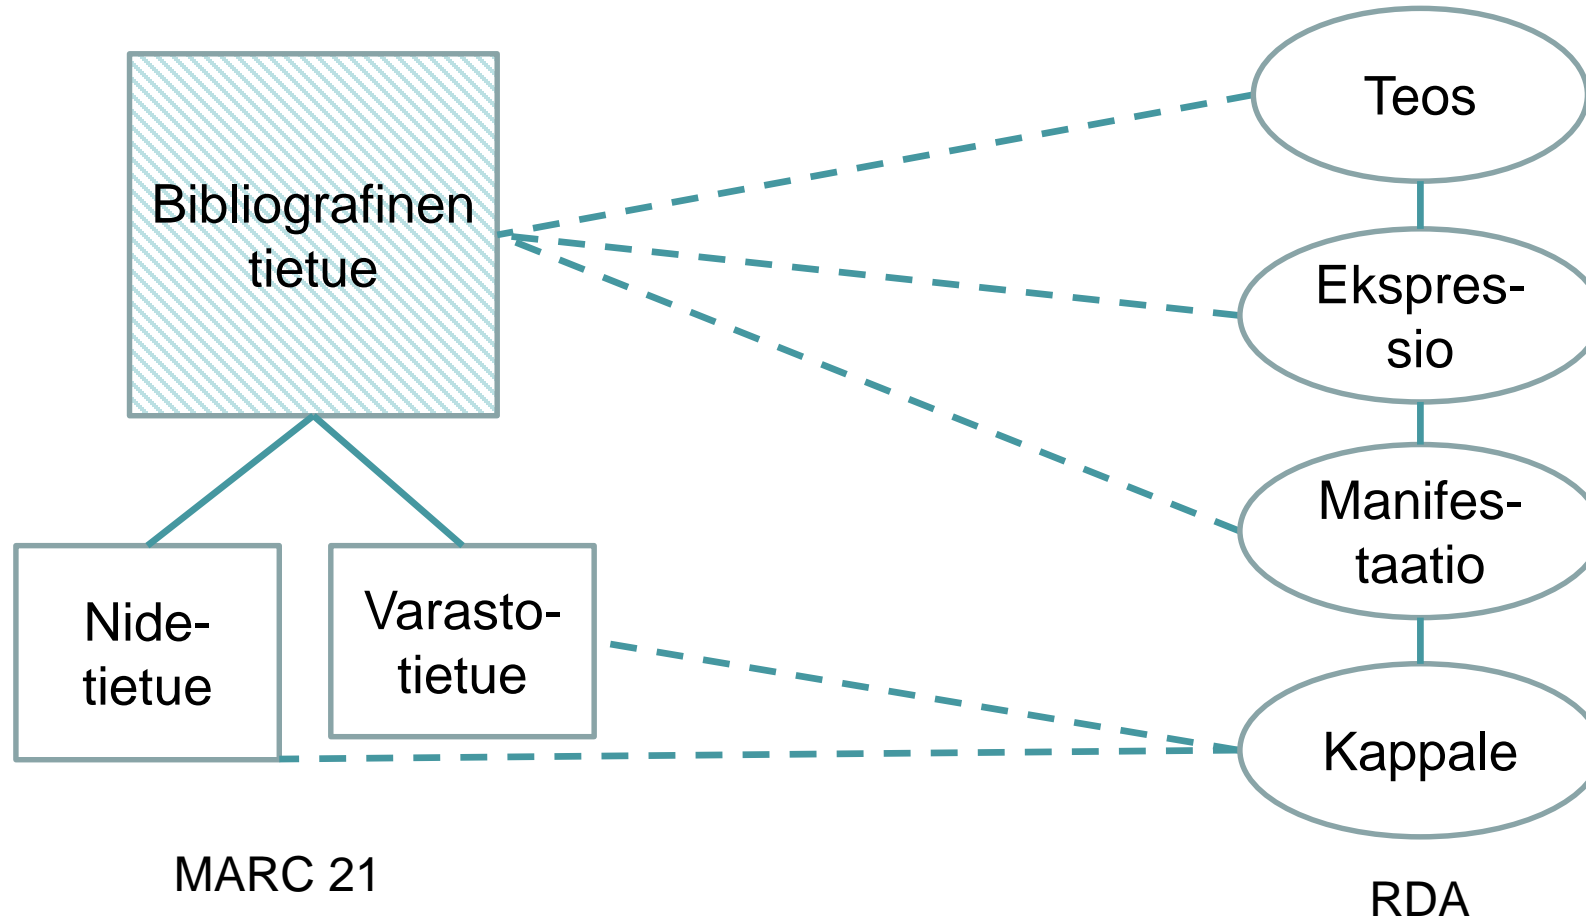 Bibliografinen
tietue
Nide-
tietue
Varasto-
tietue
MARC 21
Teos
Ekspres-
sio
Manifes-
taatio
Kappale
RDA